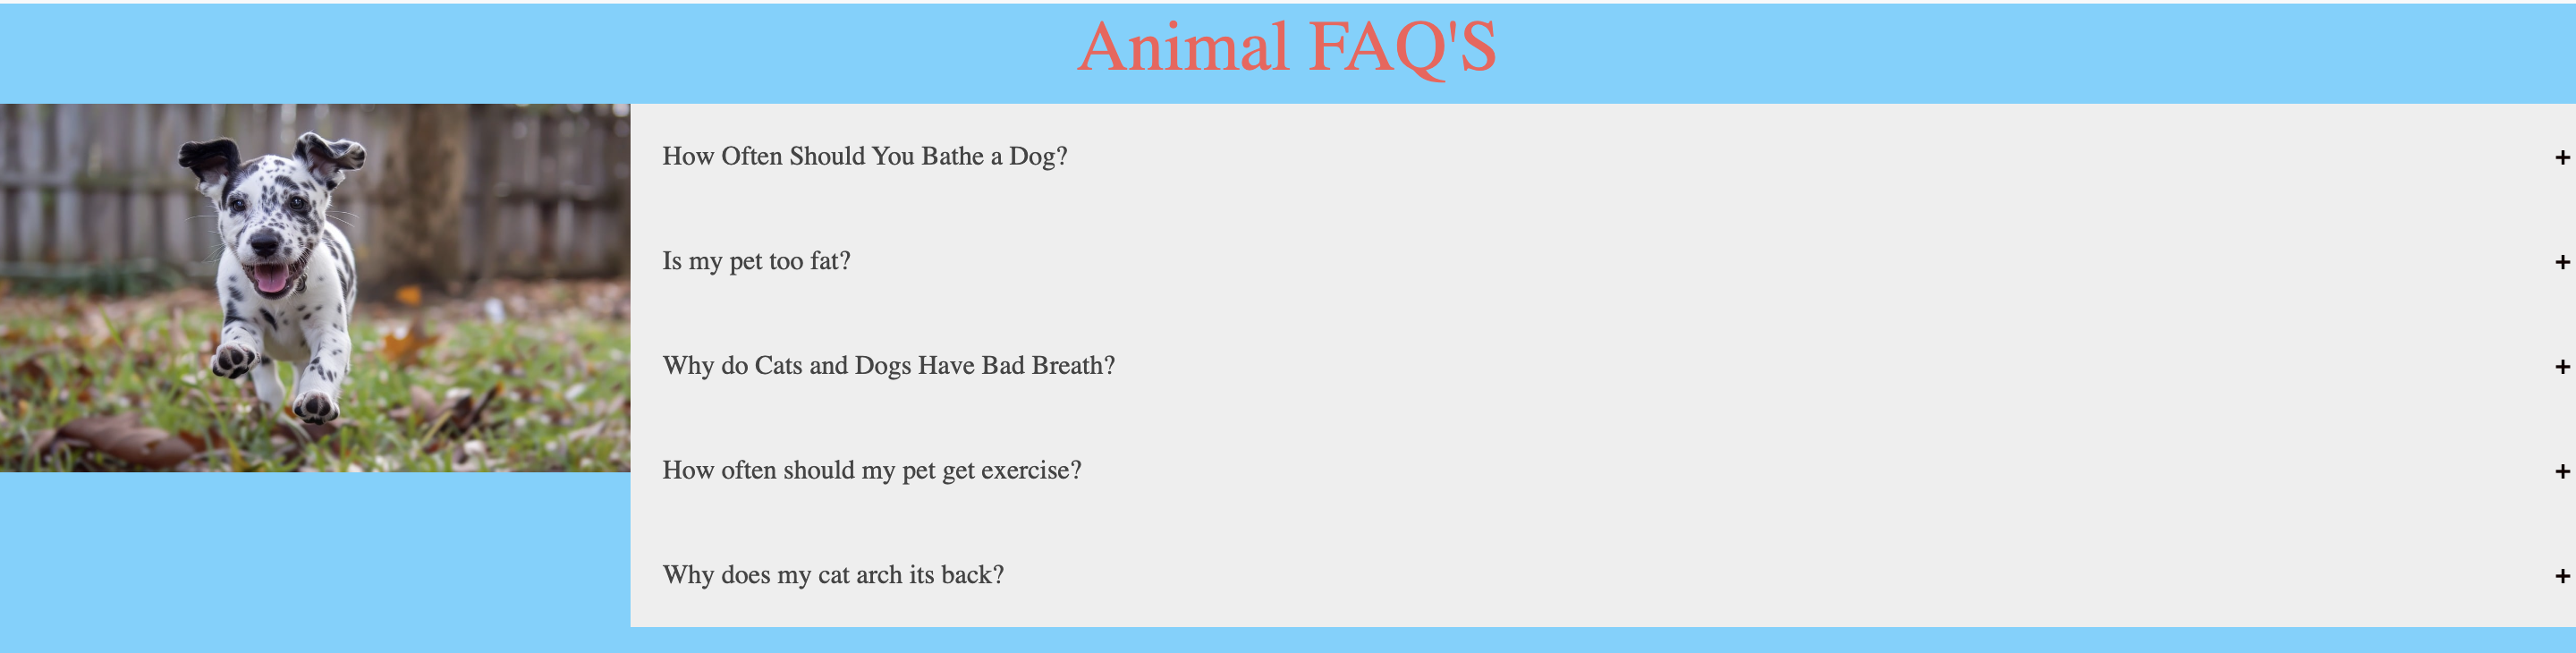 Animal FAQ'S
How Often Should You Bathe a Dog? +
Is my pet too fat? +
Why do Cats and Dogs Have Bad Breath? +
How often should my pet get exercise? +
Why does my cat arch its back? +